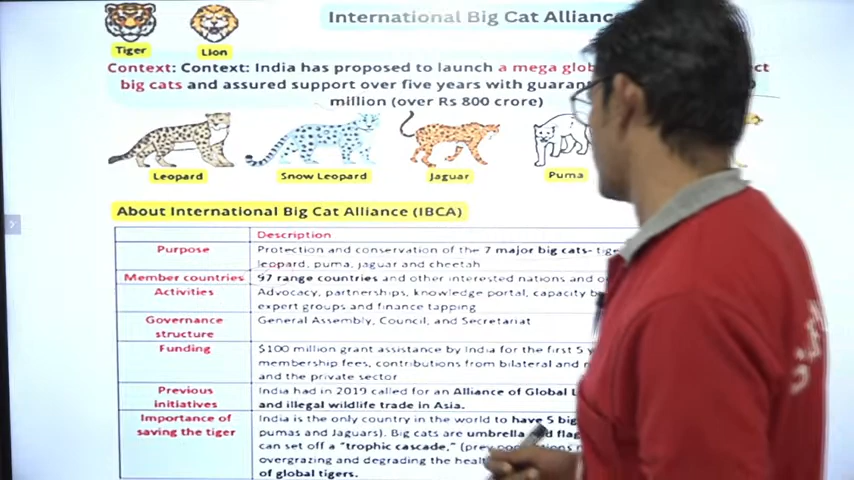 International Big Cat Alliance
Tiger
Lion
Context: Context: India has proposed to launch a mega
big cats and assured support over five years with
million (over Rs 800 crore)
Leopard
Snow Leopard
Jaguar
Puma
About International Big Cat Alliance (IBCA)
Description
Purpose
Protection and conservation of the 7 major big cats-
leopard, puma, jaguar and cheetah
Member countries
97 range countries and other interested nations and
Activities
Advocacy, partnerships, knowledge portal, capacity
expert groups and finance tapping
Governance
structure
General Assembly, Council, and Secretariat
Funding
$100 million grant assistance by India for the first 5
membership fees, contributions from bilateral and
and the private sector
Previous
initiatives
India had in 2019 called for an Alliance of Global
and illegal wildlife trade in Asia.
Importance of
saving the tiger
India is the only country in the world to have 5 big
pumas and Jaguars). Big cats are umbrella and
can set off a "trophic cascade," (prey populations
overgrazing and degrading the
of global tigers.